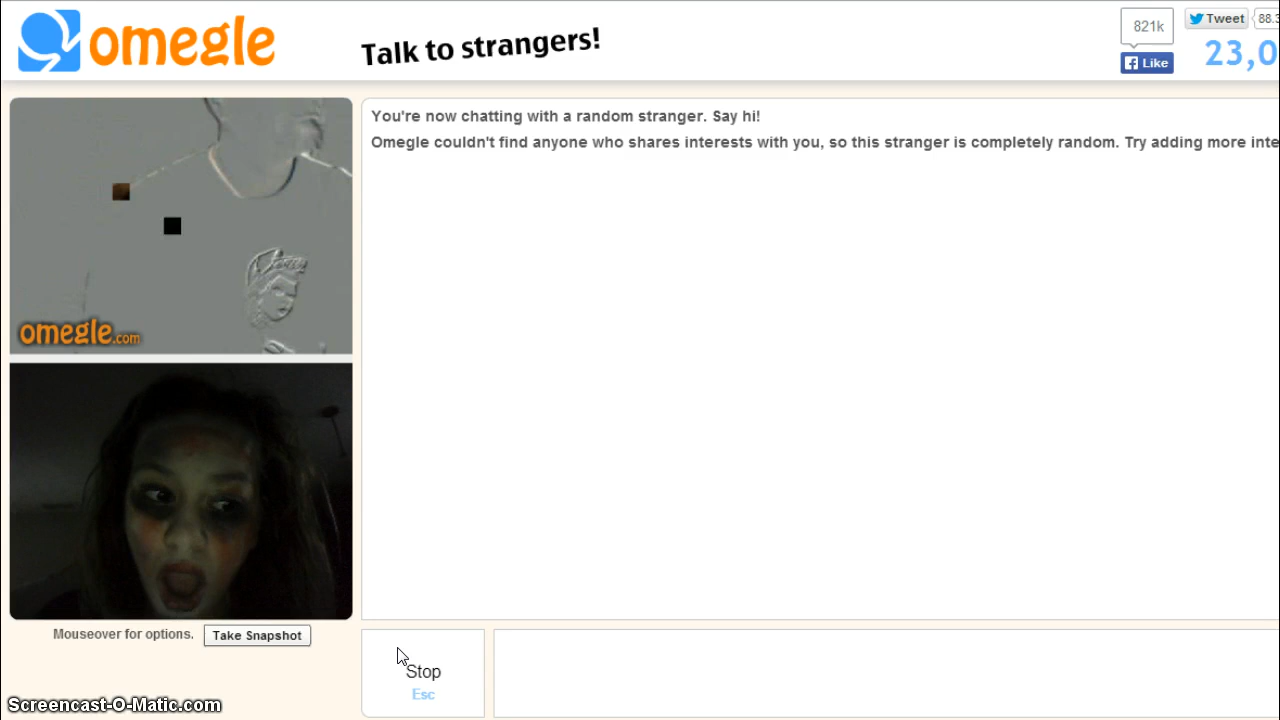 omegle
Talk to strangers!
821k
Like
Tweet
88.3
23,0
You're now chatting with a random stranger. Say hi!
Omegle couldn't find anyone who shares interests with you, so this stranger is completely random. Try adding more inte
omegle.com
Mouseover for options.
Take Snapshot
Stop
Esc
Screencast-O-Matic.com